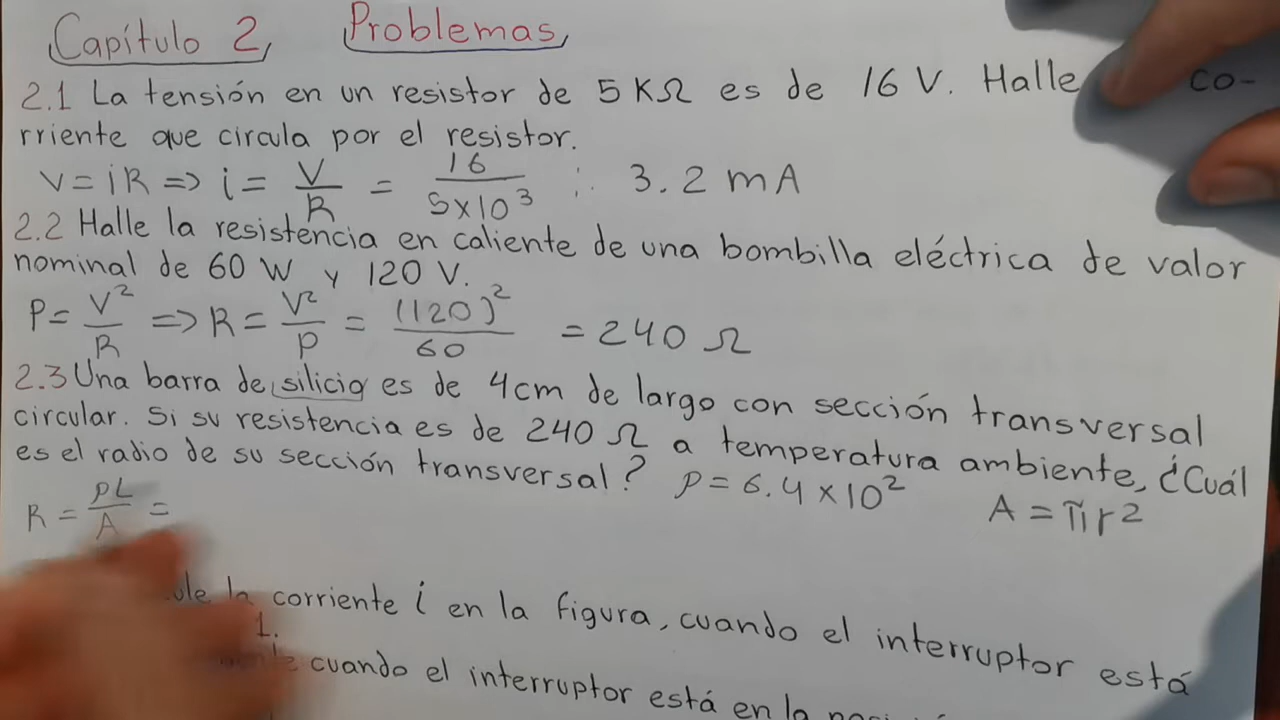 Capítulo 2 Problemas
2.1 La tensión en un resistor de 5 KΩ es de 16 V. Halle co-
rriente que circula por el resistor.
V = iR => i = V/R = 16/5x10³ ∴ 3.2 mA
2.2 Halle la resistencia en caliente de una bombilla eléctrica de valor
nominal de 60 W y 120 V.
P = V²/R => R = V²/P = (120)²/60 = 240 Ω
2.3 Una barra de silicio es de 4cm de largo con sección transversal
circular. Si su resistencia es de 240 Ω a temperatura ambiente, ¿Cuál
es el radio de su sección transversal? ρ = 6.4 x 10² A = πr²
R = ρL/A =
la corriente i en la figura, cuando el interruptor está
1.
cuando el interruptor está en la